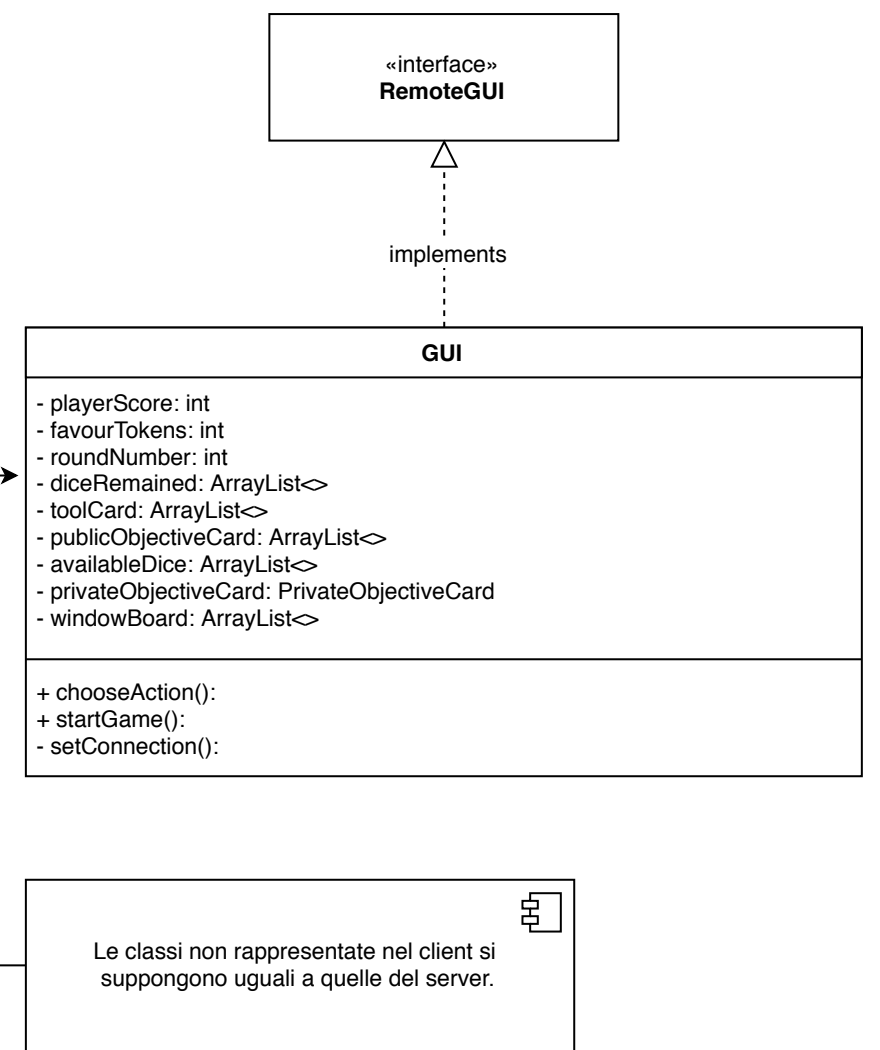 «interface»
RemoteGUI
implements
GUI
- playerScore: int
- favourTokens: int
- roundNumber: int
- diceRemained: ArrayList<>
- toolCard: ArrayList<>
- publicObjectiveCard: ArrayList<>
- availableDice: ArrayList<>
- privateObjectiveCard: PrivateObjectiveCard
- windowBoard: ArrayList<>
+ chooseAction():
+ startGame():
- setConnection():
Le classi non rappresentate nel client si
suppongono uguali a quelle del server.